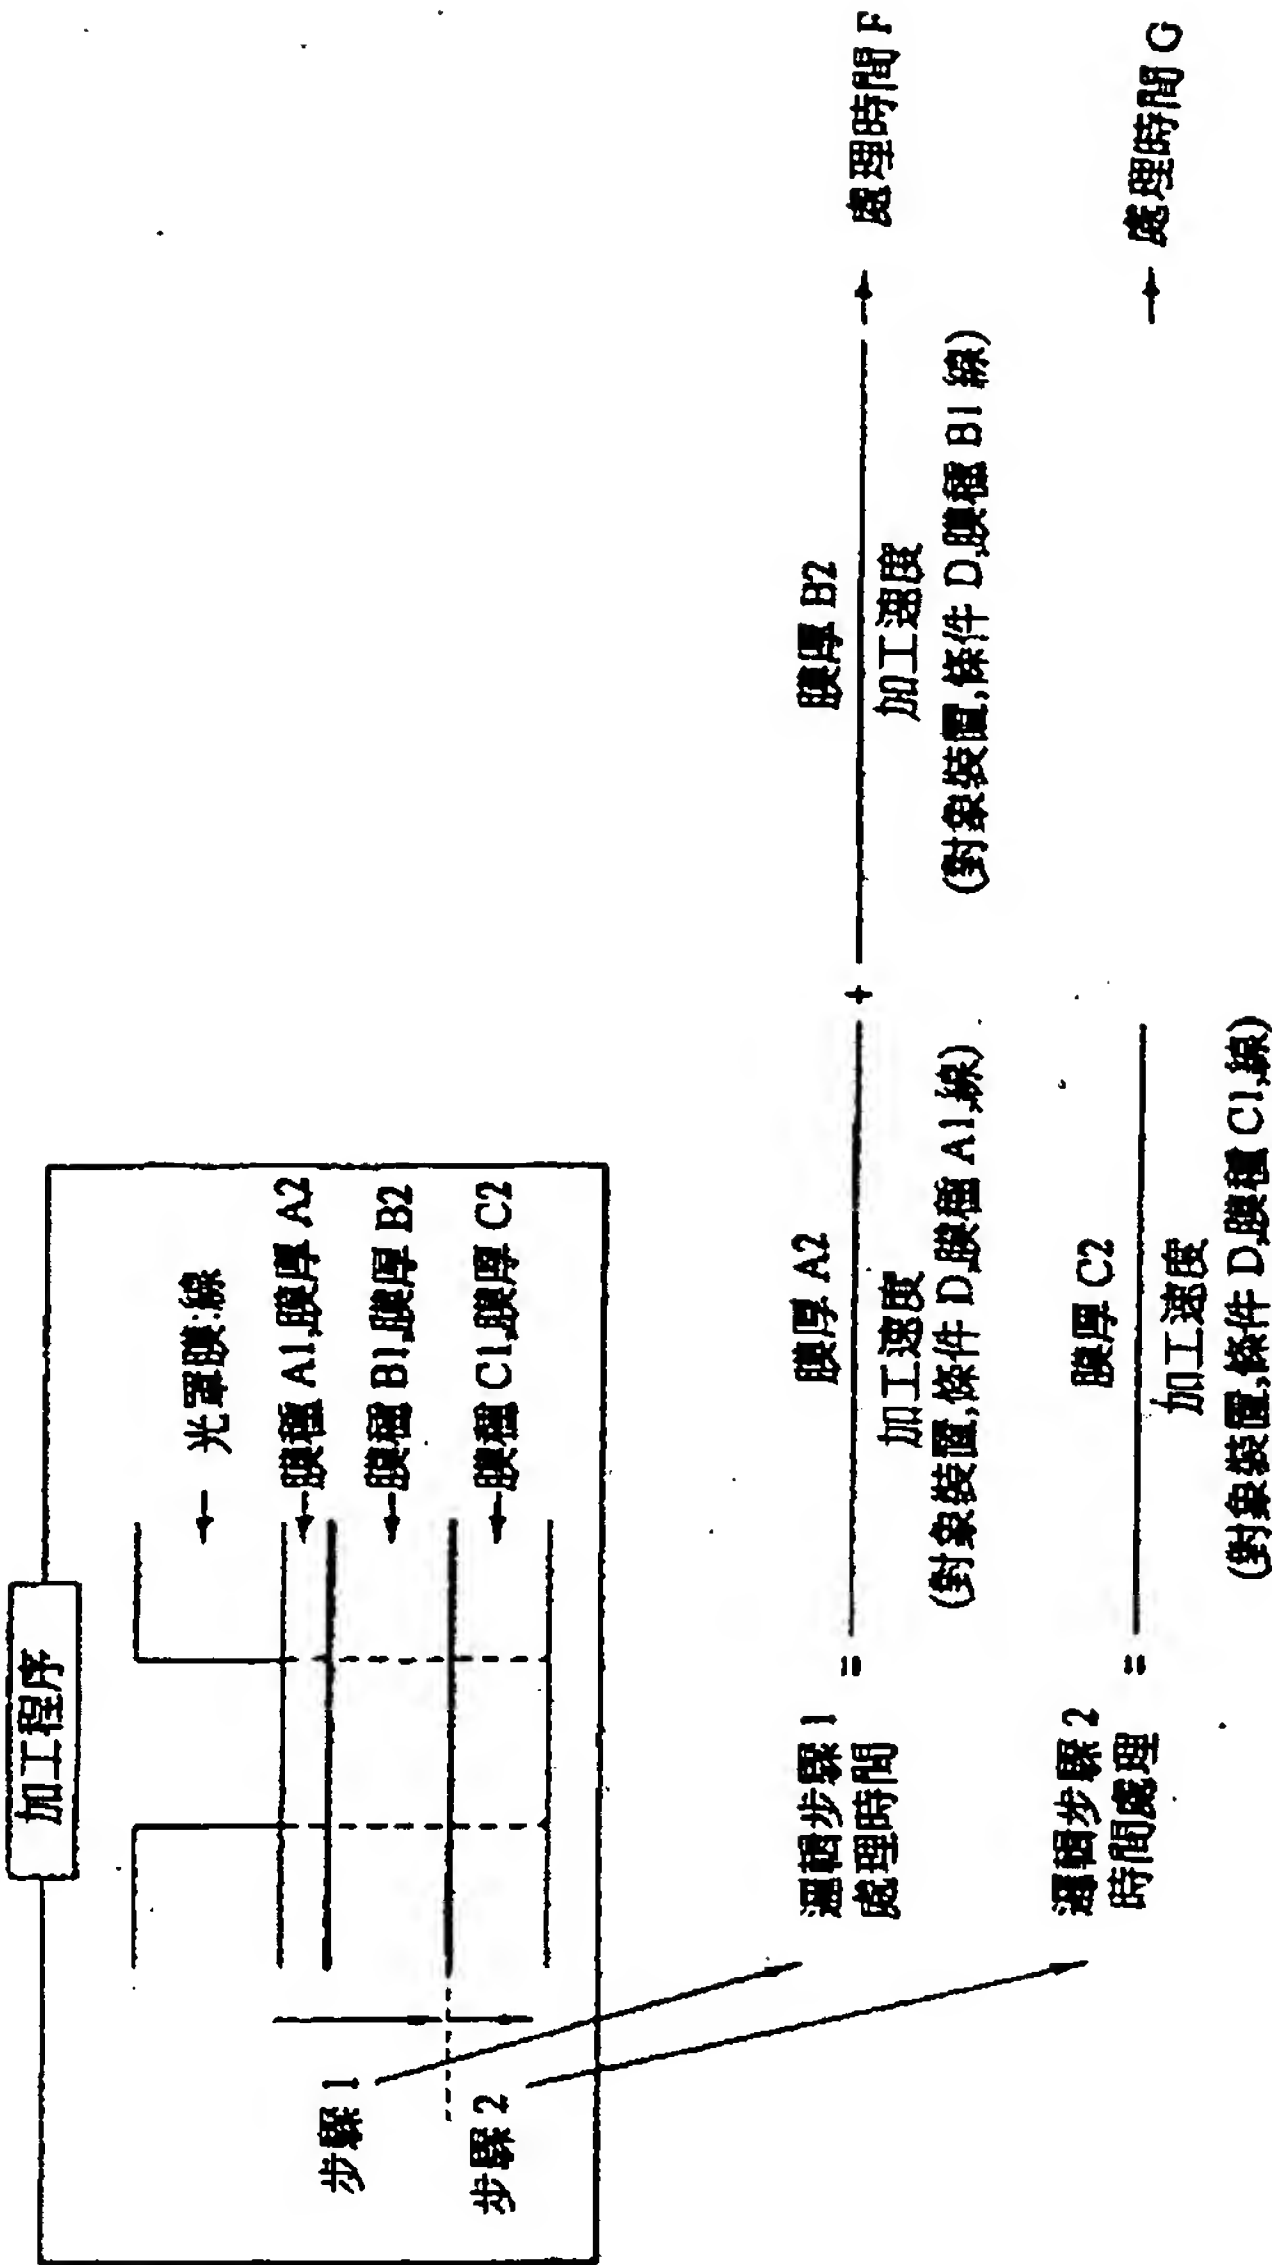 加工程序
← 光罩膜:線
←膜種 A1,膜厚 A2
←膜種 B1,膜厚 B2
←膜種 C1,膜厚 C2
步驟 1
步驟 2
邏輯步驟 1
處理時間
=
膜厚 A2
加工速度
(對象裝置,條件 D,膜種 A1,線)
+
膜厚 B2
加工速度
(對象裝置,條件 D,膜種 B1 線)
→ 處理時間 F
邏輯步驟 2
時間處理
=
膜厚 C2
加工速度
(對象裝置,條件 D,膜種 C1,線)
→ 處理時間 G